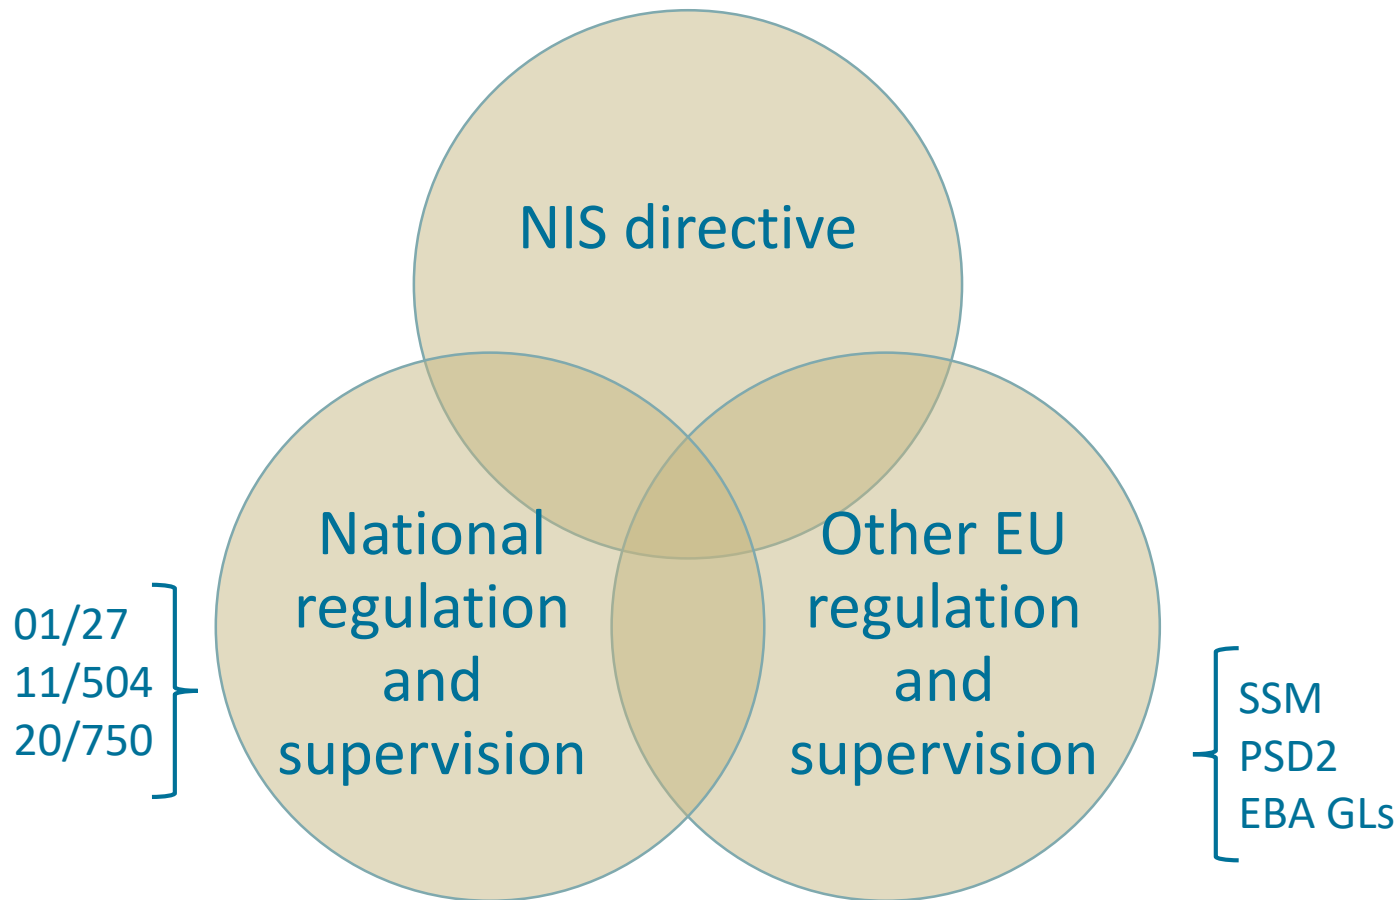 NIS directive
National
regulation
and
supervision
Other EU
regulation
and
supervision
01/27
11/504
20/750
SSM
PSD2
EBA GLs